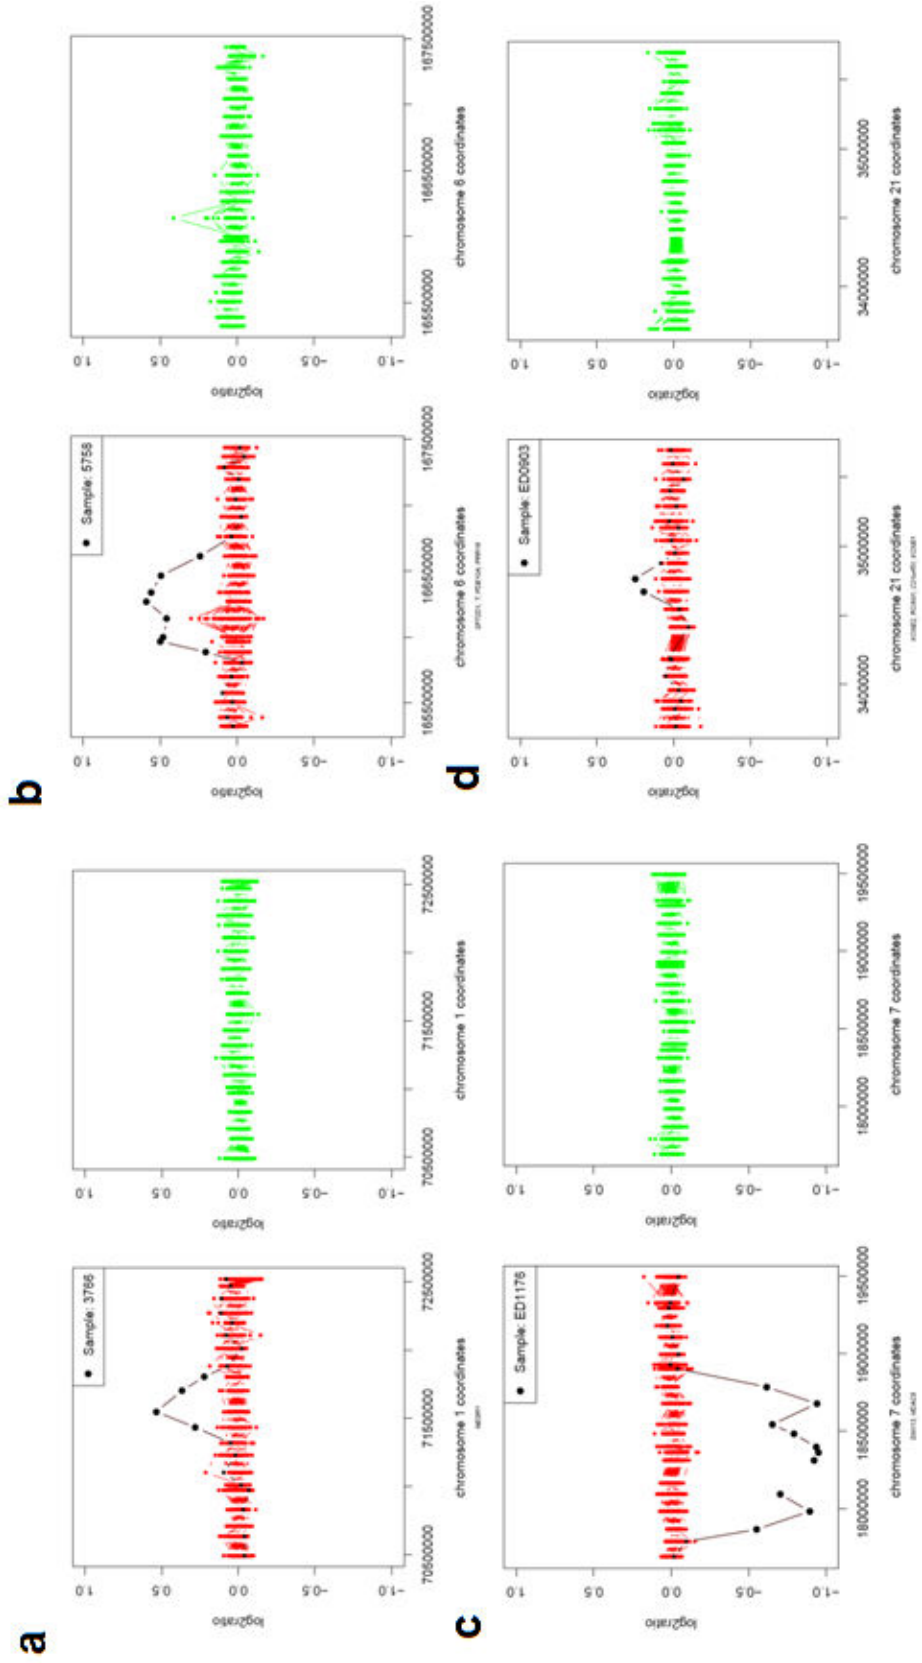 a
b
1.0
0.5
0.0
-0.5
-1.0
log2ratio
Sample: 3766
70500000 71500000 72500000
chromosome 1 coordinates
1.0
0.5
0.0
-0.5
-1.0
log2ratio
70500000 71500000 72500000
chromosome 1 coordinates
1.0
0.5
0.0
-0.5
-1.0
log2ratio
Sample: 5758
165500000 166500000 167500000
chromosome 6 coordinates
1.0
0.5
0.0
-0.5
-1.0
log2ratio
165500000 166500000 167500000
chromosome 6 coordinates
c
d
1.0
0.5
0.0
-0.5
-1.0
log2ratio
Sample: ED1176
18000000 18500000 19000000 19500000
chromosome 7 coordinates
1.0
0.5
0.0
-0.5
-1.0
log2ratio
18000000 18500000 19000000 19500000
chromosome 7 coordinates
1.0
0.5
0.0
-0.5
-1.0
log2ratio
Sample: ED0903
34000000 35000000
chromosome 21 coordinates
1.0
0.5
0.0
-0.5
-1.0
log2ratio
34000000 35000000
chromosome 21 coordinates